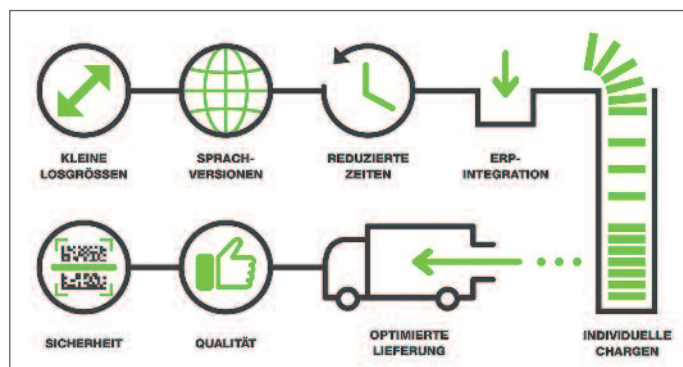 KLEINE
LOSGRÖSSEN
SPRACH-
VERSIONEN
REDUZIERTE
ZEITEN
ERP-
INTEGRATION
SICHERHEIT
QUALITÄT
OPTIMIERTE
LIEFERUNG
INDIVIDUELLE
CHARGEN